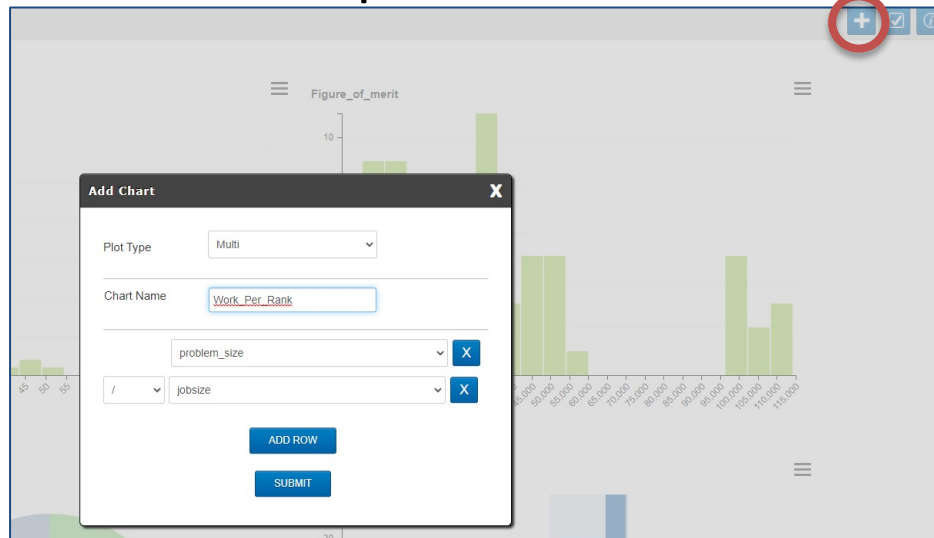 +
Figure_of_merit
10
Add Chart X
Plot Type Multi
Chart Name Work_Per_Rank
problem_size X
/ jobsize X
ADD ROW
SUBMIT
45 50 55
45,000 50,000 55,000 60,000 65,000 70,000 75,000 80,000 85,000 90,000 95,000 100,000 105,000 110,000 115,000